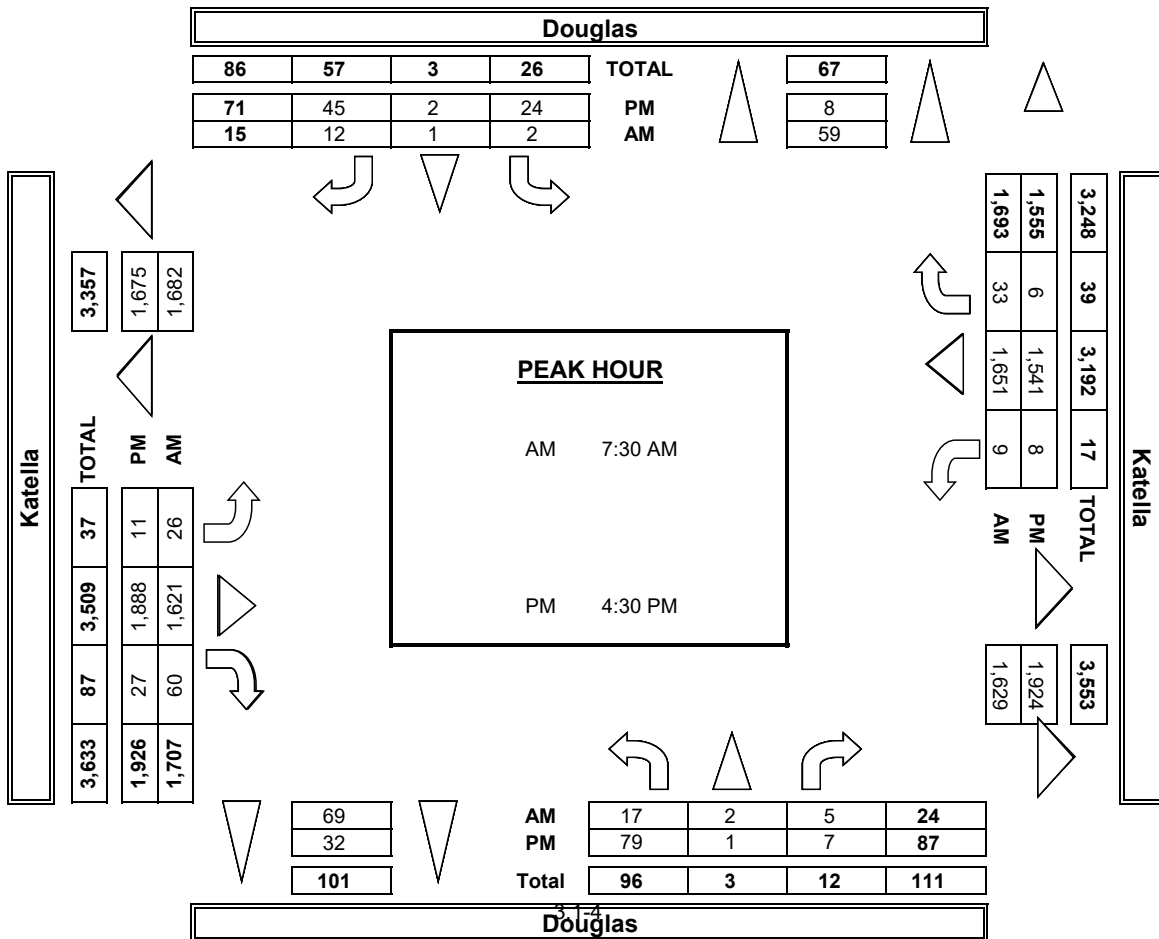 Douglas
86 57 3 26 TOTAL 67
71 45 2 24 PM 8
15 12 1 2 AM 59
Katella
3,357 1,675 1,682
TOTAL PM AM
37 11 26
3,509 1,888 1,621
87 27 60
3,633 1,926 1,707
PEAK HOUR
AM 7:30 AM
PM 4:30 PM
1,693 1,555 3,248
33 6 39
1,651 1,541 3,192
9 8 17
AM PM TOTAL
1,629 1,924 3,553
Katella
69 AM 17 2 5 24
32 PM 79 1 7 87
101 Total 96 3 12 111
3.1-4
Douglas